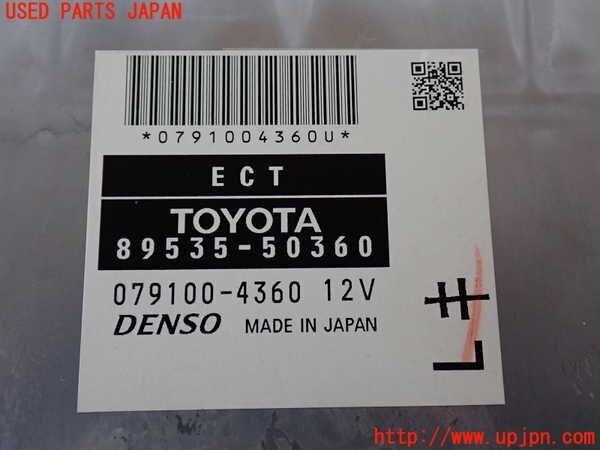 USED PARTS JAPAN
*0791004360U*
ECT
TOYOTA
89535-50360
079100-4360 12V
DENSO MADE IN JAPAN
http://www.upjpn.com/